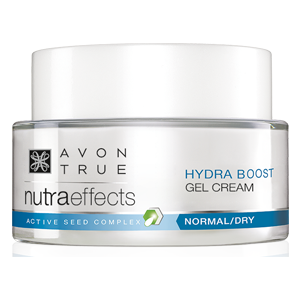 AVON
TRUE
nutraeffects
ACTIVE SEED COMPLEX
HYDRA BOOST
GEL CREAM
NORMAL/DRY